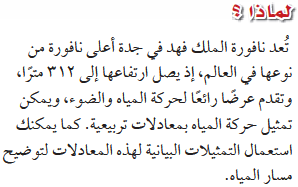 لماذا ؟
تُعد نافورة الملك فهد في جدة أعلى نافورة من
نوعها في العالم، إذ يصل ارتفاعها إلى ٣١٢ مترًا،
وتقدم عرضًا رائعًا لحركة المياه والضوء، ويمكن
تمثيل حركة المياه بمعادلات تربيعية. كما يمكنك
استعمال التمثيلات البيانية لهذه المعادلات لتوضيح
مسار المياه.